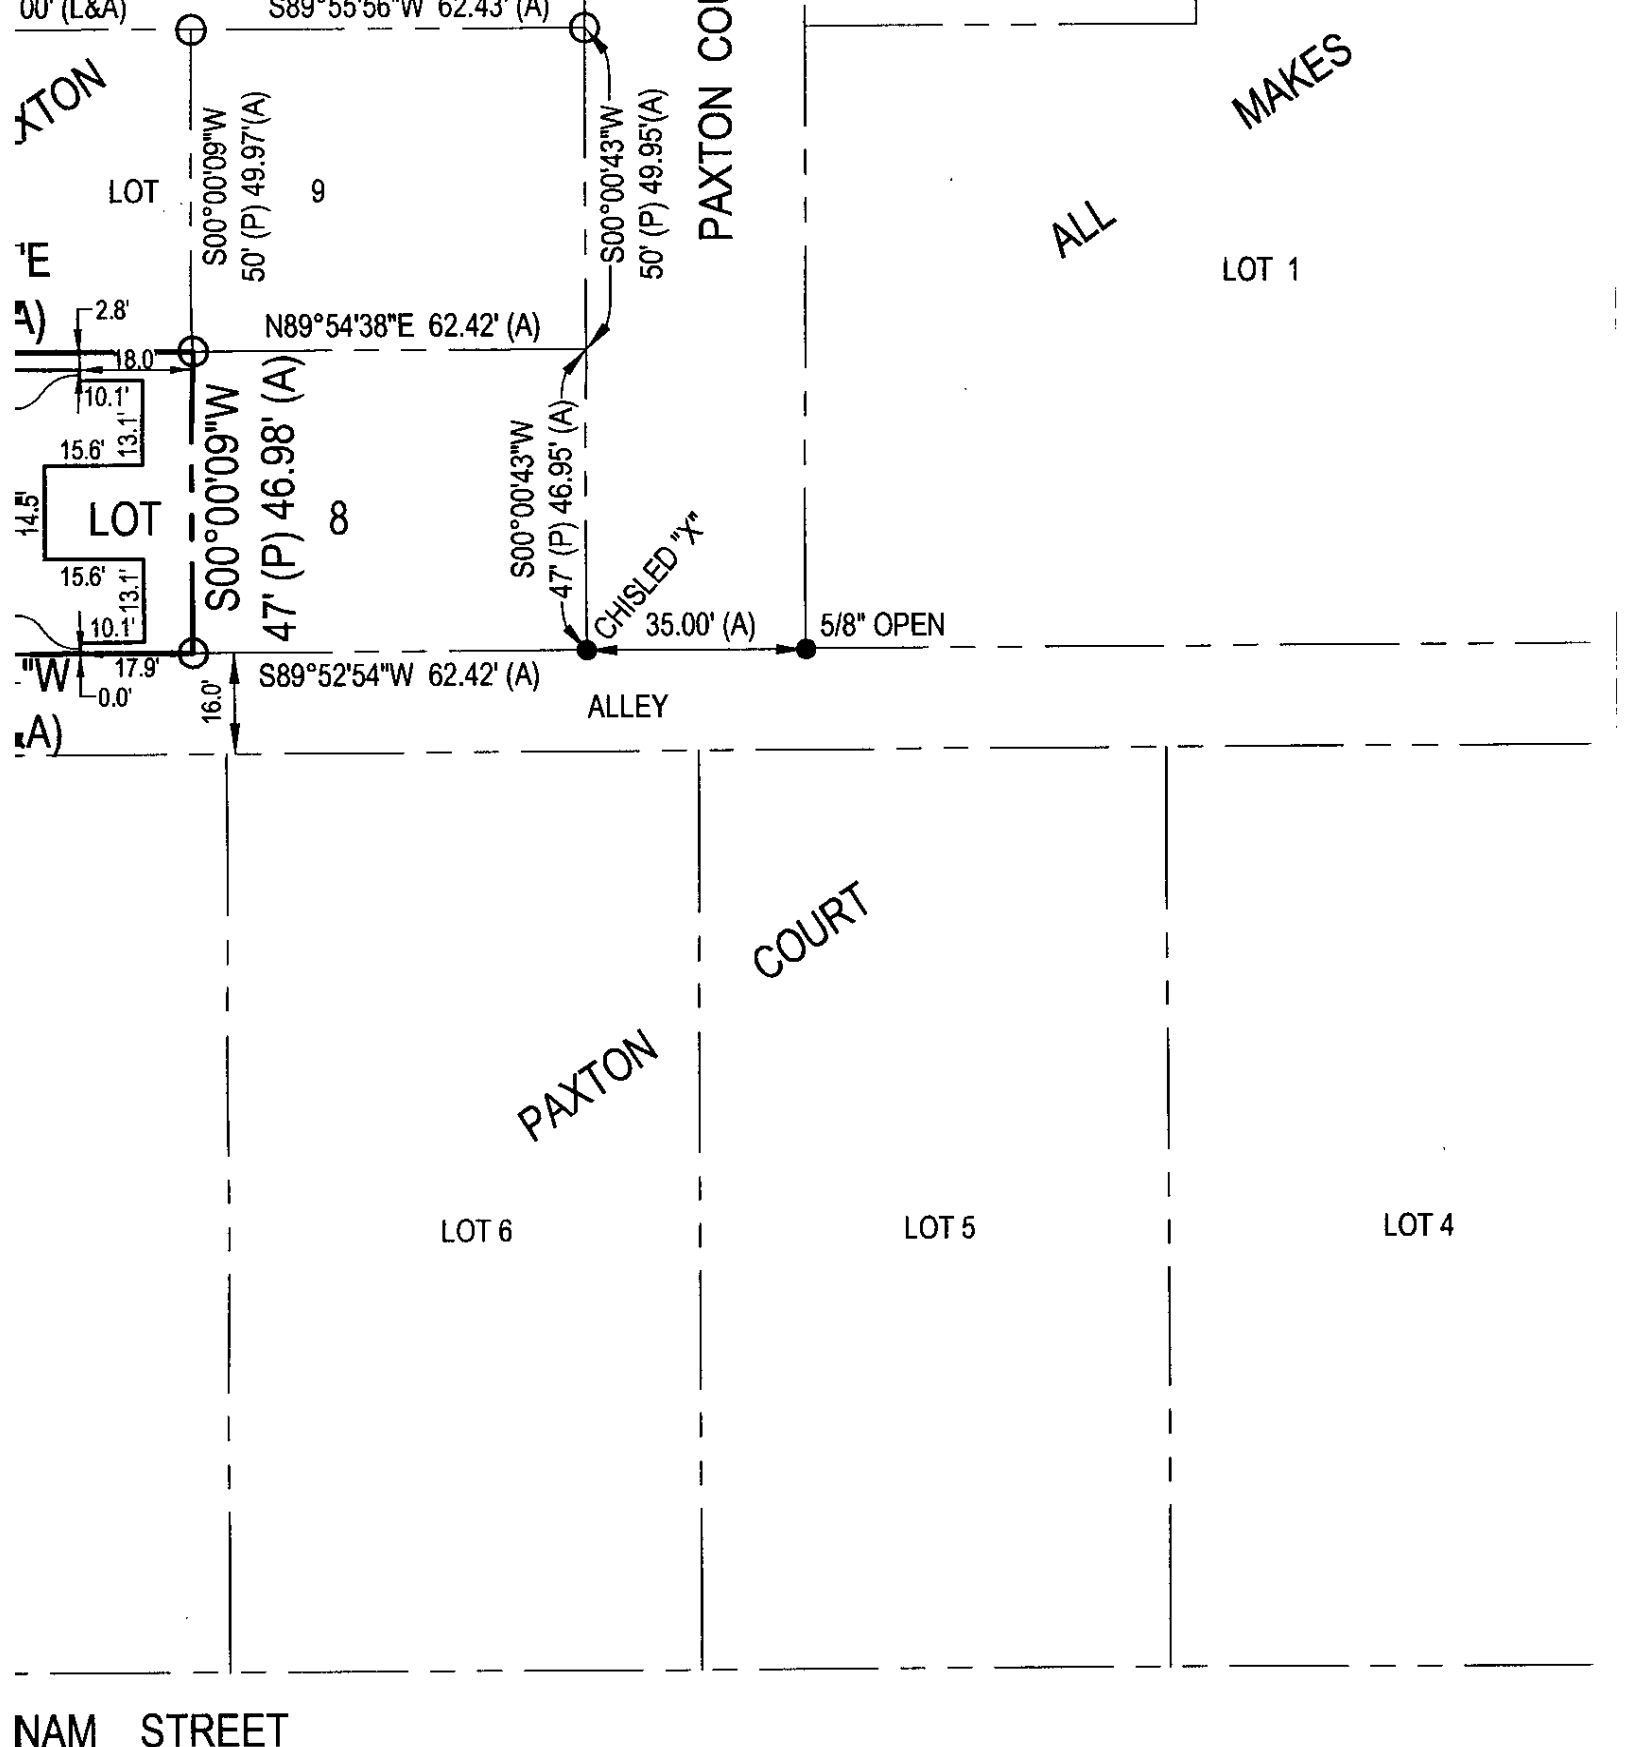 00' (L&A)
S89°55'56"W 62.43' (A)
PAXTON COU
MAKES
XTON
S00°00'09"W
50' (P) 49.97'(A)
S00°00'43"W
50' (P) 49.95'(A)
LOT 9
ALL
LOT 1
"E
A)
2.8'
N89°54'38"E 62.42' (A)
18.0'
10.1'
13.1'
15.6'
S00°00'09"W
47' (P) 46.98' (A)
S00°00'43"W
47' (P) 46.95' (A)
14.5'
LOT 8
CHISLED "X"
15.6'
13.1'
10.1'
35.00' (A)
5/8" OPEN
"W
17.9'
0.0'
16.0'
S89°52'54"W 62.42' (A)
ALLEY
A)
COURT
PAXTON
LOT 6
LOT 5
LOT 4
NAM STREET